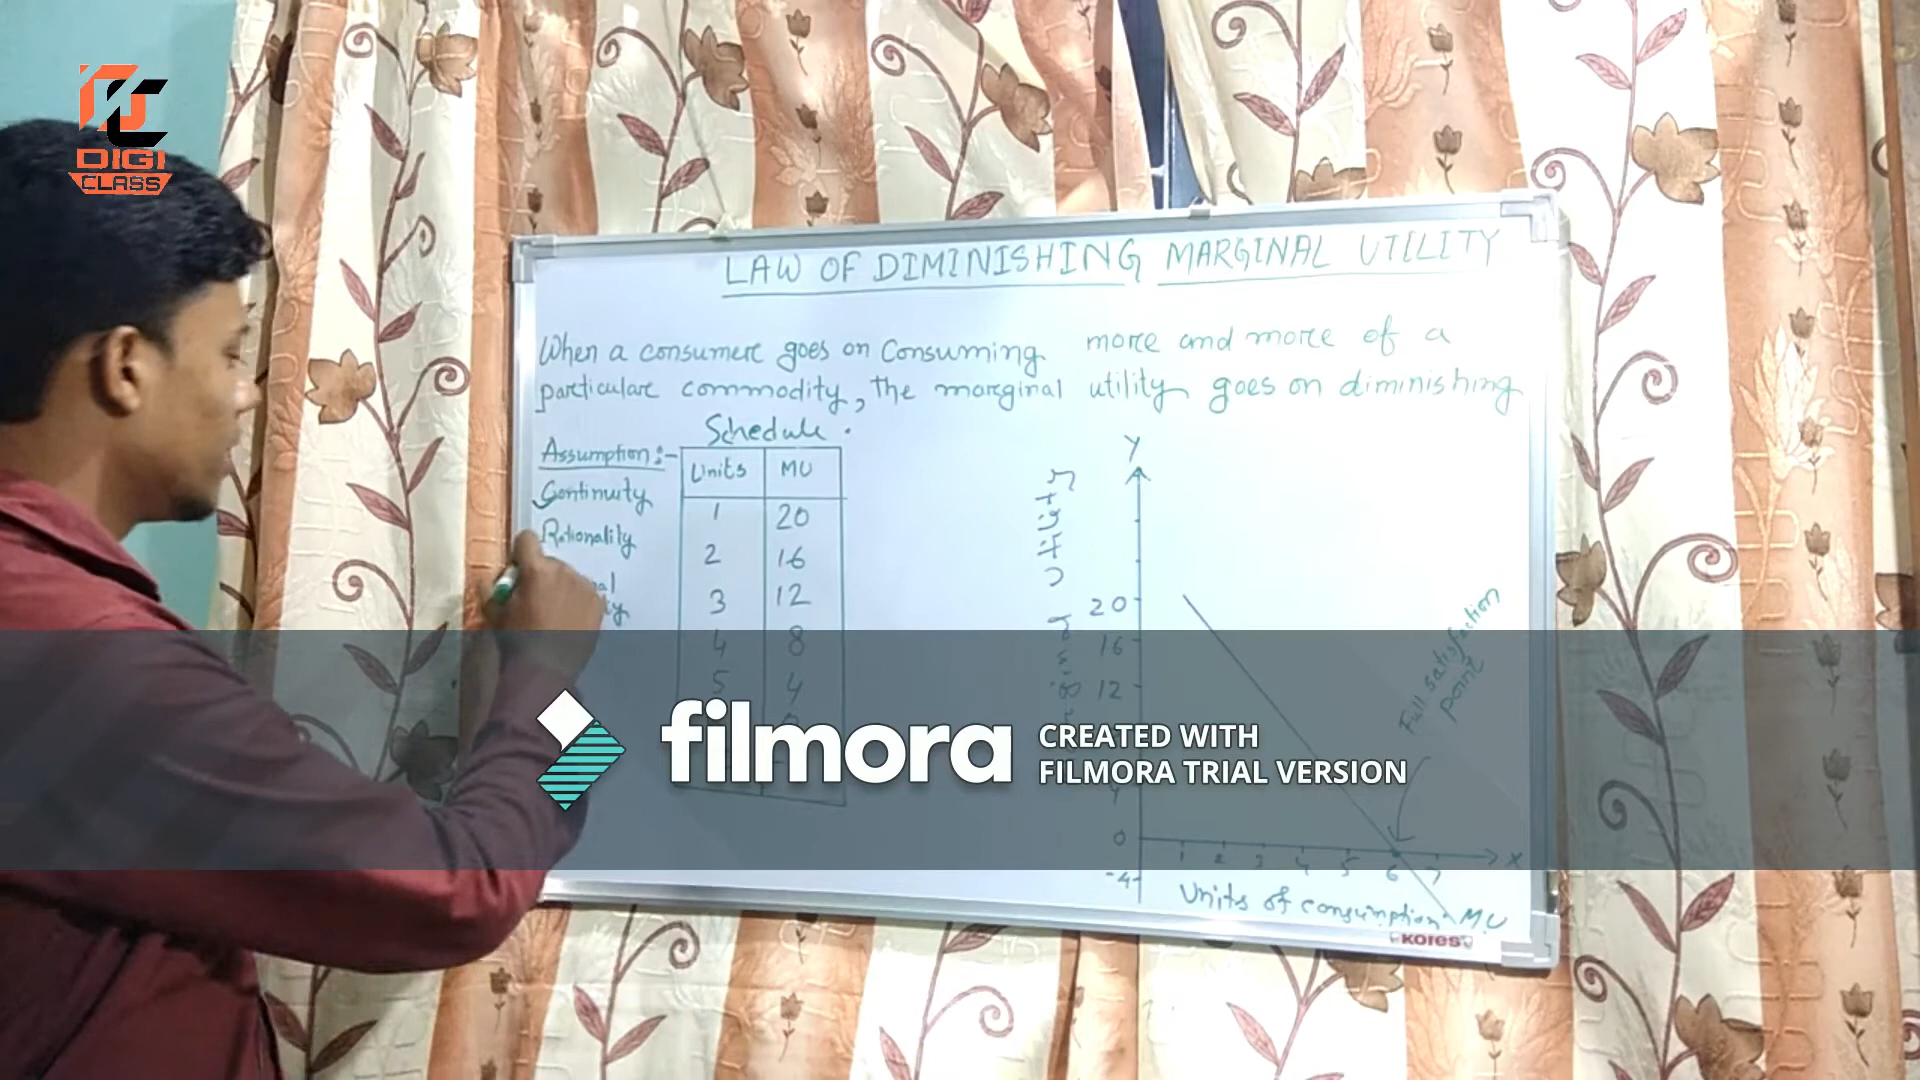 DIGI
CLASS
LAW OF DIMINISHING MARGINAL UTILITY
When a consumer goes on Consuming more and more of a
particular commodity, The marginal utility goes on diminishing
Schedule.
Assumption :-
Continuity
Rationality
Units MU
1 20
2 16
3 12
4 8
5 4
Y
Utility
20
16
12
4
0
-4
1 2 3 4 5 6 7 X
Full satisfaction
point
Units of consumption MU
kores
filmora
CREATED WITH
FILMORA TRIAL VERSION